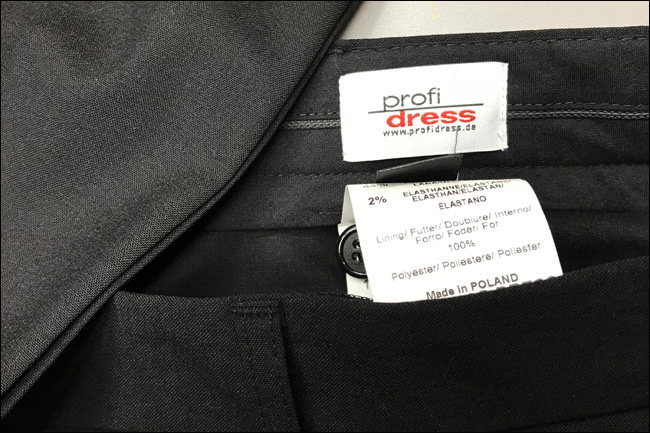 profi
dress
www.profidress.de
44%
2% ELASTHANNE/ELASTAN/
ELASTHAN/ELASTAN/
ELASTANO
Lining/ Futter/ Doublure/ Interno/
Forro/ Foder/ For
100%
Polyester/ Poliestere/ Poliester
Made in POLAND